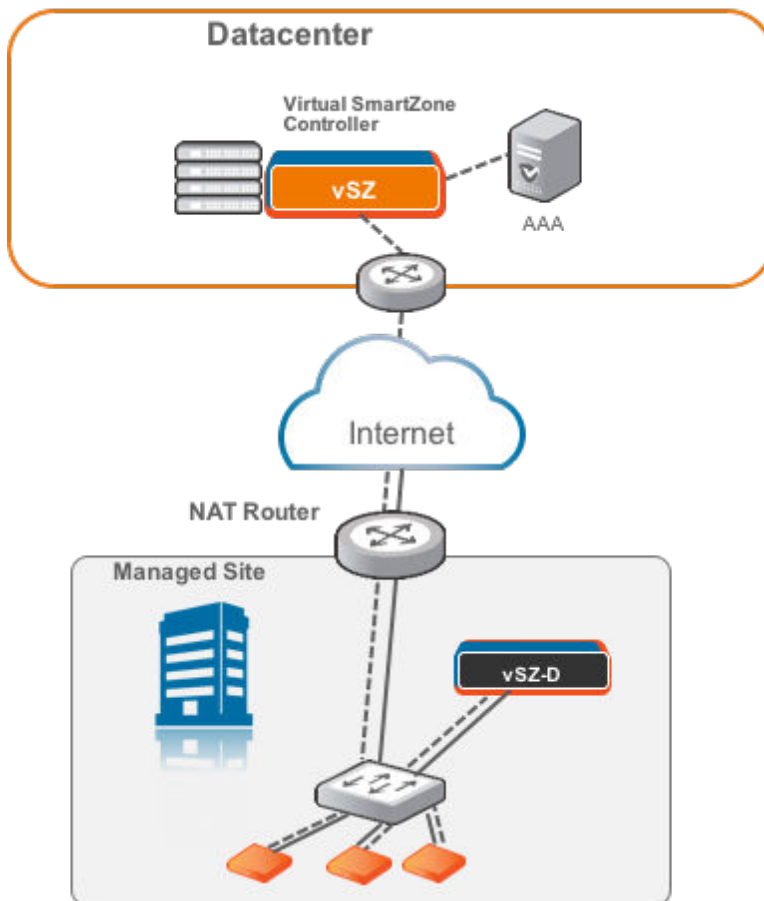 Datacenter
Virtual SmartZone
Controller
vSZ
AAA
Internet
NAT Router
Managed Site
vSZ-D